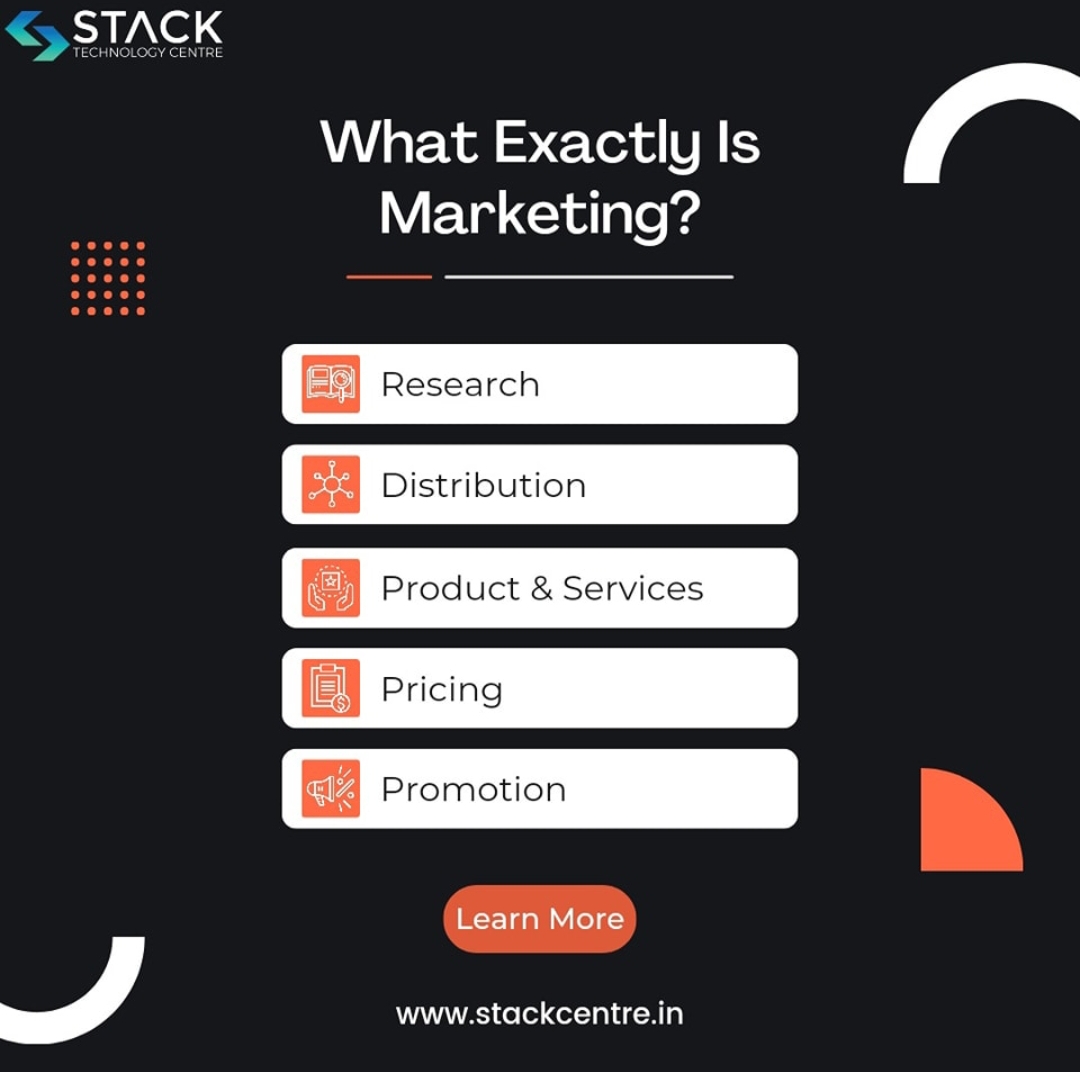 STACK
TECHNOLOGY CENTRE
What Exactly Is
Marketing?
Research
Distribution
Product & Services
Pricing
Promotion
Learn More
www.stackcentre.in